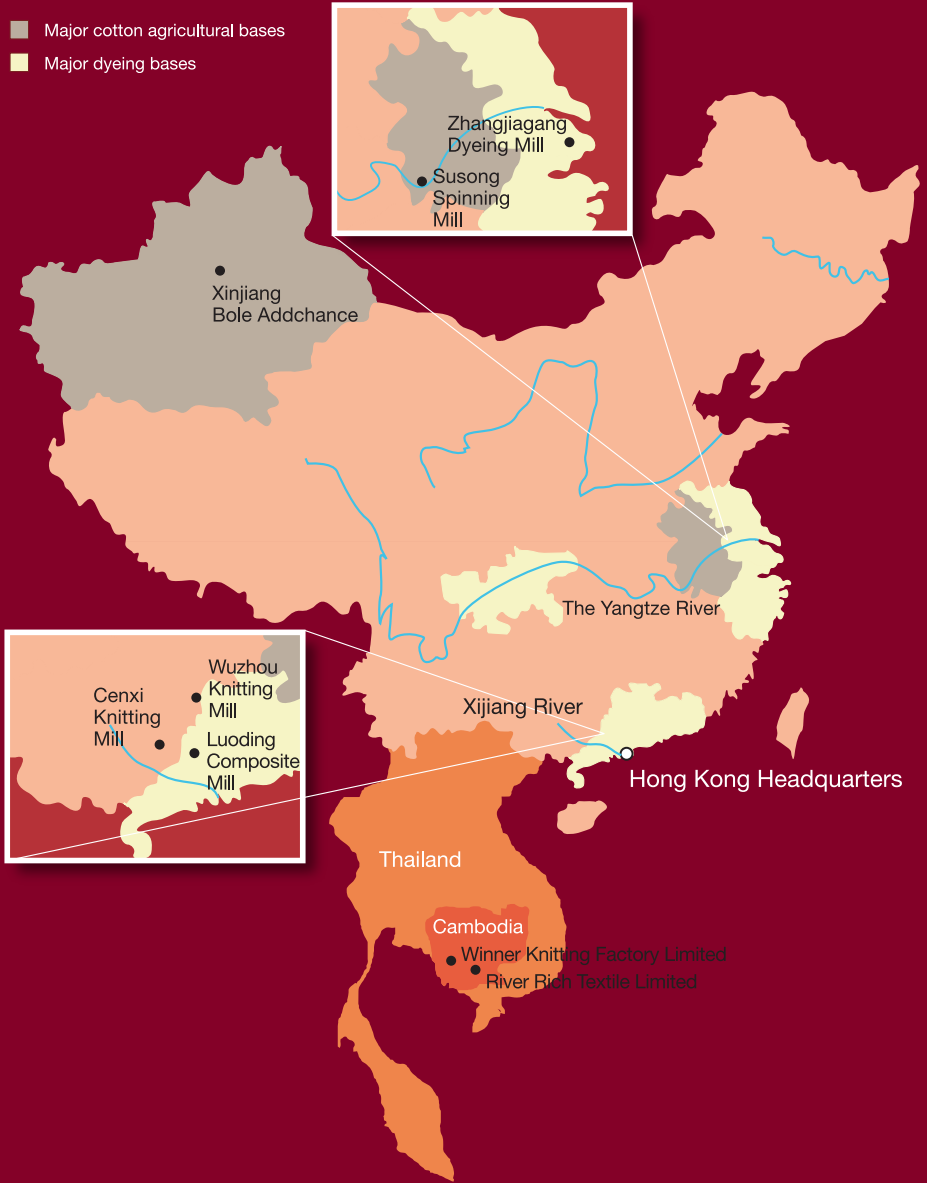 Major cotton agricultural bases
Major dyeing bases
Zhangjiagang
Dyeing Mill
Susong
Spinning
Mill
Xinjiang
Bole Addchance
The Yangtze River
Wuzhou
Knitting
Mill
Cenxi
Knitting
Mill
Luoding
Composite
Mill
Xijiang River
Hong Kong Headquarters
Thailand
Cambodia
Winner Knitting Factory Limited
River Rich Textile Limited